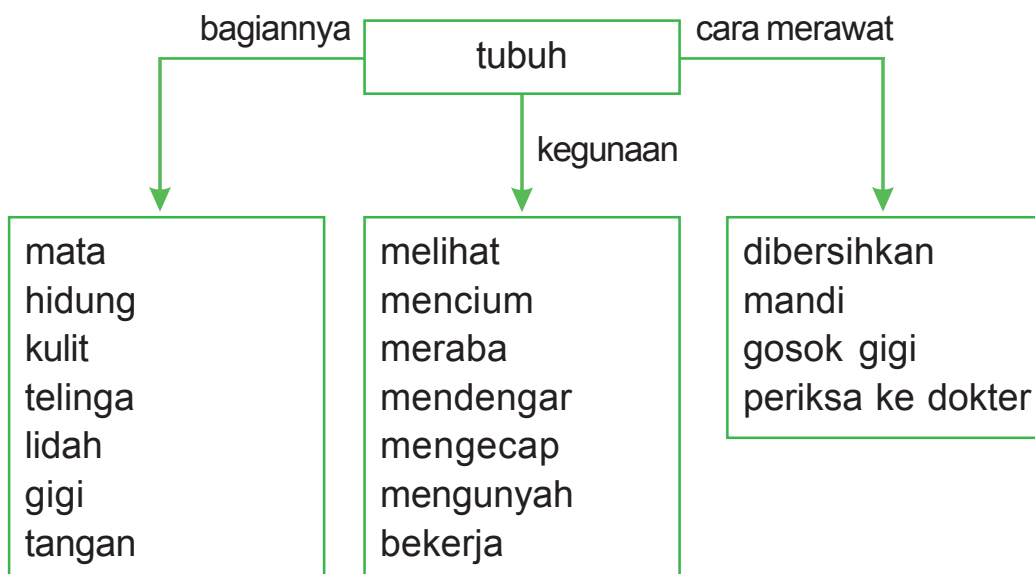 bagiannya
tubuh
cara merawat
kegunaan
mata
hidung
kulit
telinga
lidah
gigi
tangan
melihat
mencium
meraba
mendengar
mengecap
mengunyah
bekerja
dibersihkan
mandi
gosok gigi
periksa ke dokter